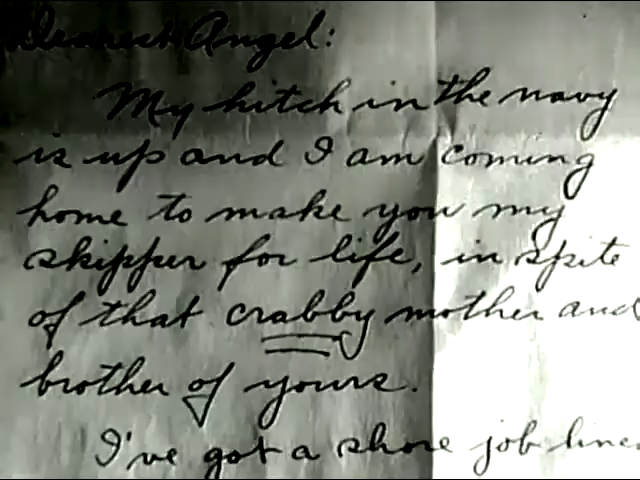 Dearest Angel:
My hitch in the navy
is up and I am coming
home to make you my
skipper for life, in spite
of that crabby mother and
brother of yours.
I've got a shore job line